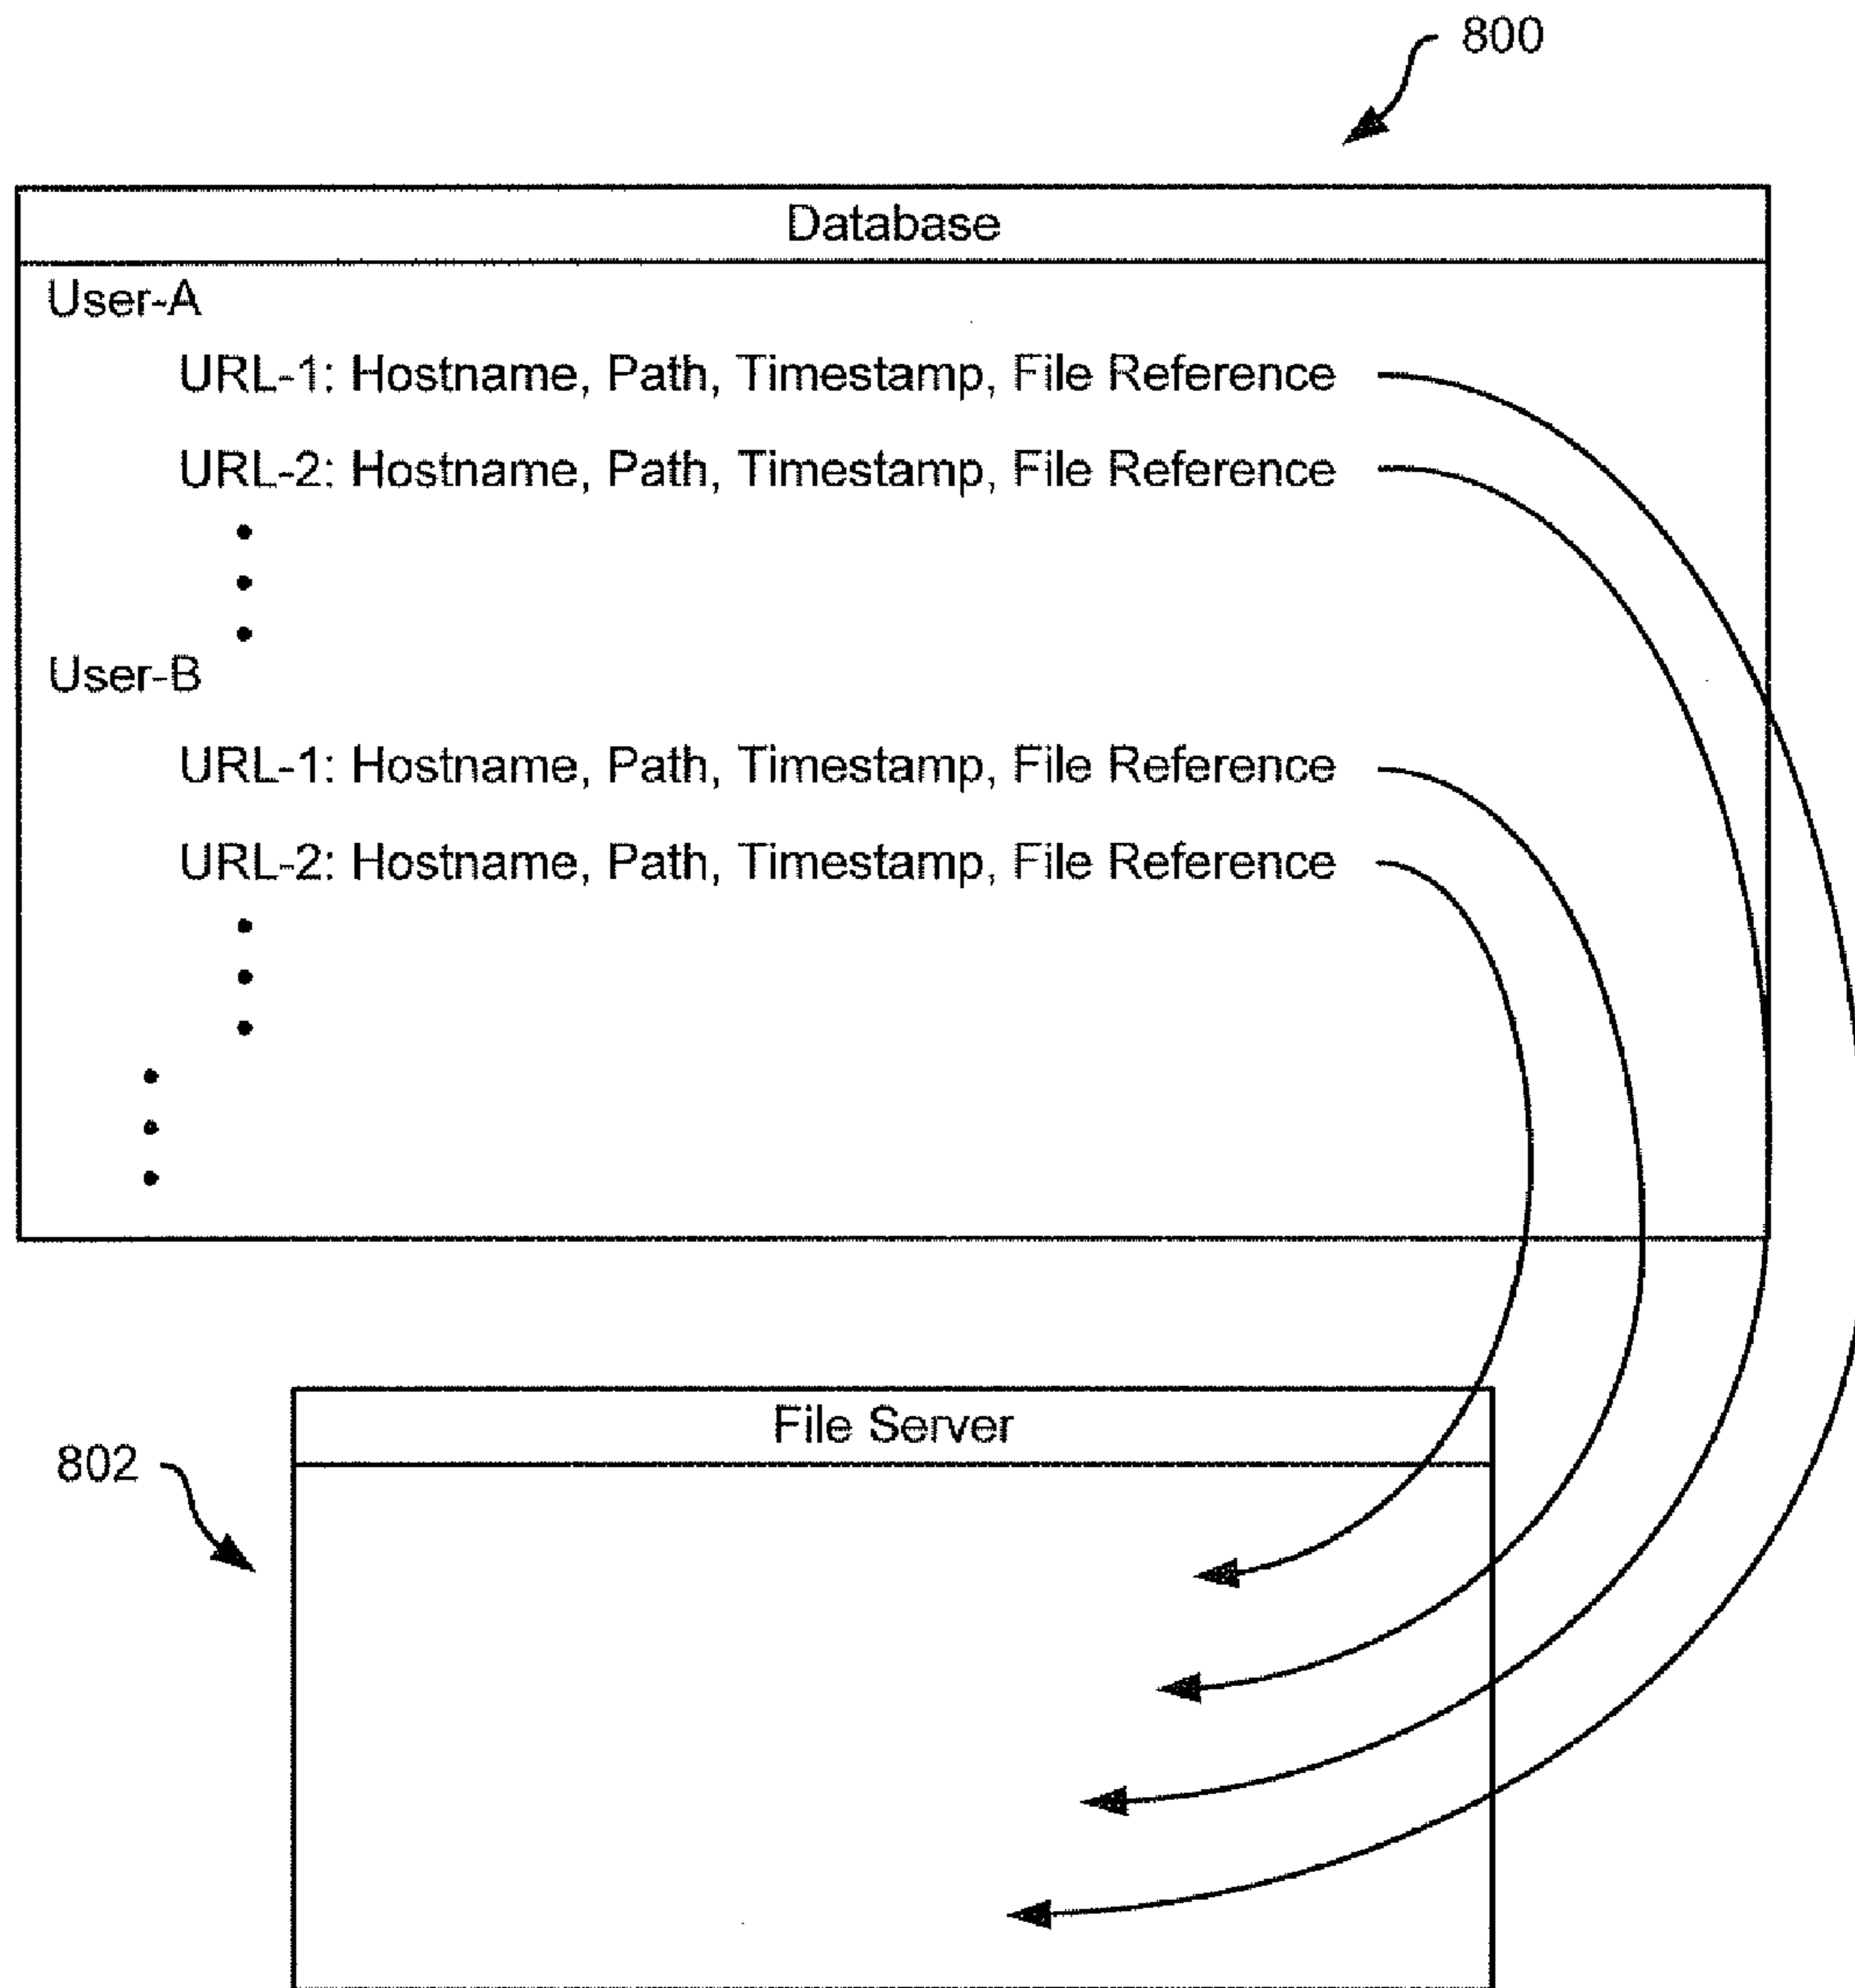 800
Database
User-A
URL-1: Hostname, Path, Timestamp, File Reference
URL-2: Hostname, Path, Timestamp, File Reference
User-B
URL-1: Hostname, Path, Timestamp, File Reference
URL-2: Hostname, Path, Timestamp, File Reference
File Server
802